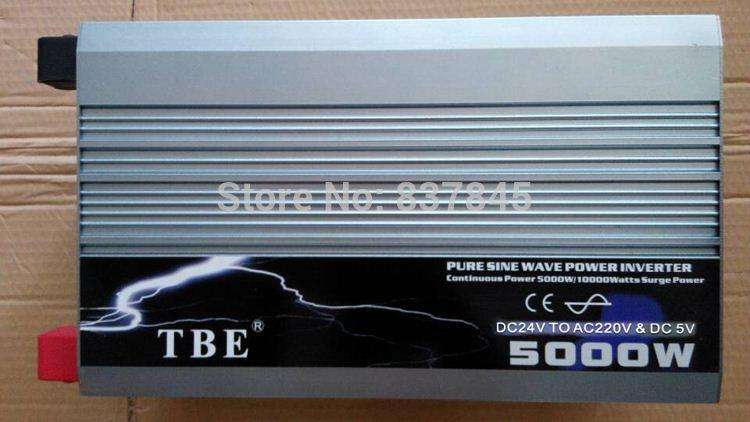 Store No: 837845
PURE SINE WAVE POWER INVERTER
Continuous Power 5000W/10000Watts Surge Power
CE
DC24V TO AC220V & DC 5V
TBE®
5000W